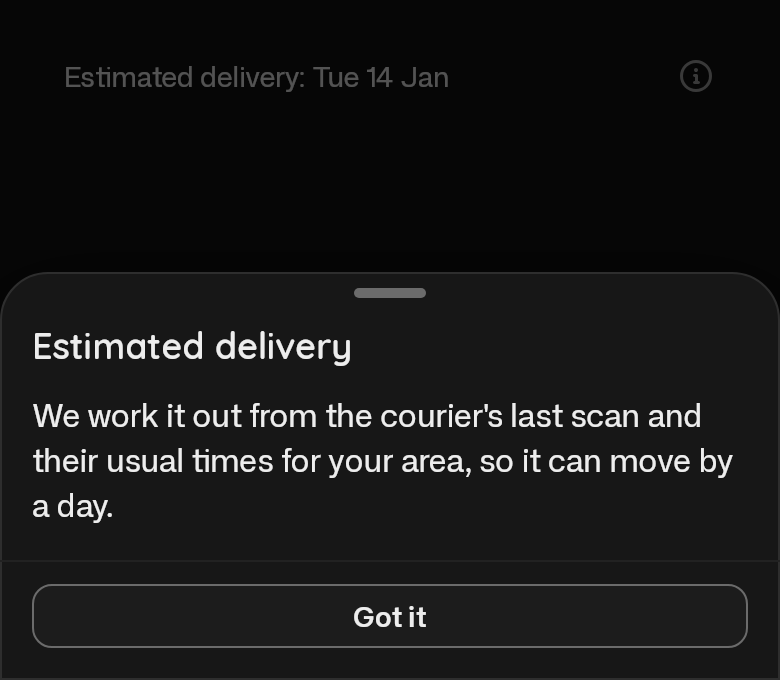 Estimated delivery: Tue 14 Jan
Estimated delivery
We work it out from the courier's last scan and
their usual times for your area, so it can move by
a day.
Got it